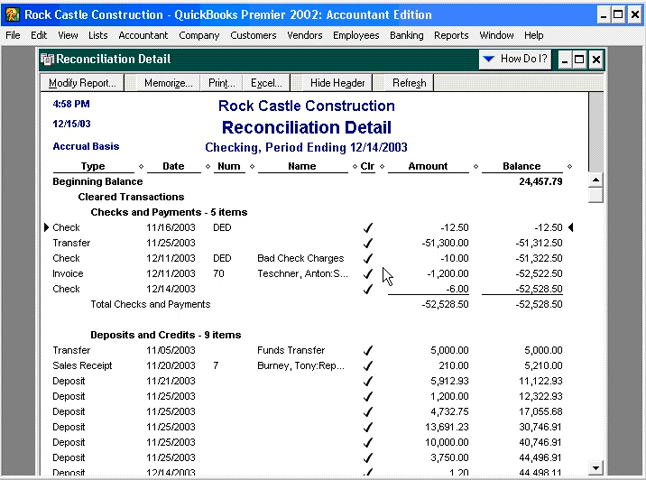 Rock Castle Construction - QuickBooks Premier 2002: Accountant Edition
File Edit View Lists Accountant Company Customers Vendors Employees Banking Reports Window Help
Reconciliation Detail How Do I?
Modify Report... Memorize... Print... Excel... Hide Header Refresh
4:58 PM Rock Castle Construction
12/15/03 Reconciliation Detail
Accrual Basis Checking, Period Ending 12/14/2003
Type Date Num Name Clr Amount Balance
Beginning Balance 24,457.79
Cleared Transactions
Checks and Payments - 5 items
Check 11/16/2003 DED ✓ -12.50 -12.50
Transfer 11/25/2003 ✓ -51,300.00 -51,312.50
Check 12/11/2003 DED Bad Check Charges ✓ -10.00 -51,322.50
Invoice 12/11/2003 70 Teschner, Anton:S... ✓ -1,200.00 -52,522.50
Check 12/14/2003 ✓ -6.00 -52,528.50
Total Checks and Payments -52,528.50 -52,528.50
Deposits and Credits - 9 items
Transfer 11/05/2003 Funds Transfer ✓ 5,000.00 5,000.00
Sales Receipt 11/20/2003 7 Burney, Tony:Rep... ✓ 210.00 5,210.00
Deposit 11/21/2003 ✓ 5,912.93 11,122.93
Deposit 11/25/2003 ✓ 1,200.00 12,322.93
Deposit 11/25/2003 ✓ 4,732.75 17,055.68
Deposit 11/25/2003 ✓ 13,691.23 30,746.91
Deposit 11/25/2003 ✓ 10,000.00 40,746.91
Deposit 11/25/2003 ✓ 3,750.00 44,496.91
Deposit 12/14/2003 ✓ 1.20 44,498.11